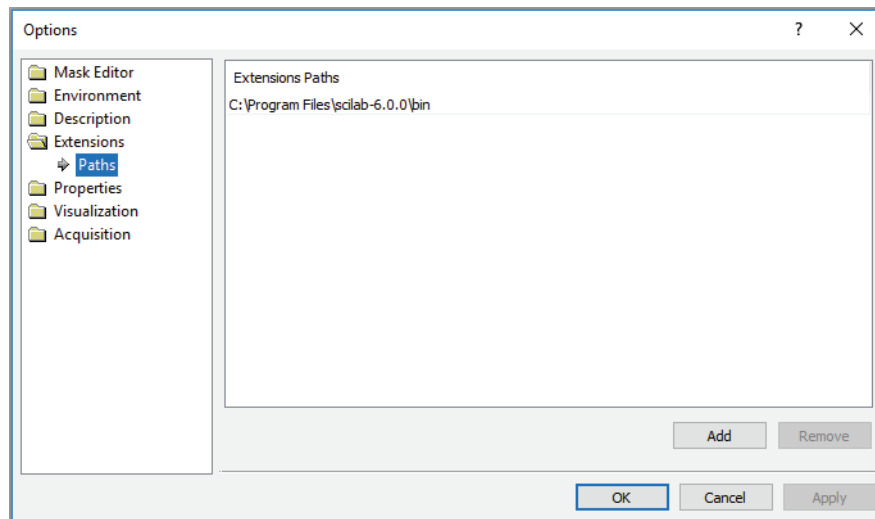 Options
?
Mask Editor
Environment
Description
Extensions
Paths
Properties
Visualization
Acquisition
Extensions Paths
C:\Program Files\scilab-6.0.0\bin
Add
Remove
OK
Cancel
Apply